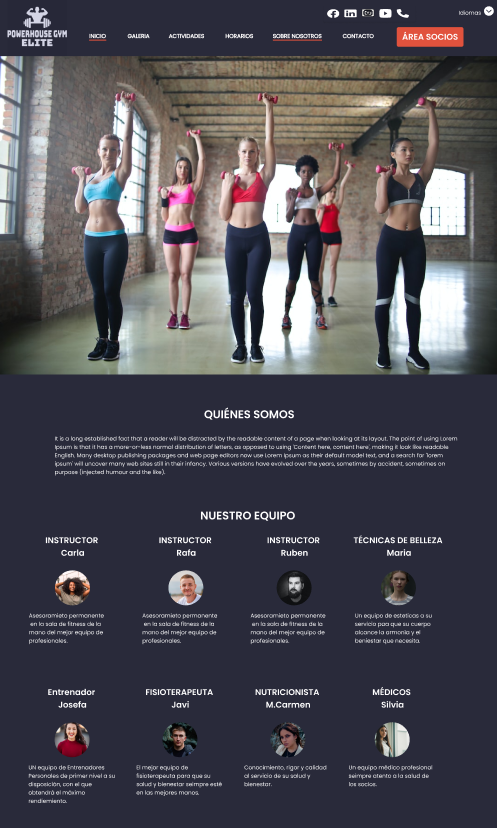 Idiomas
POWERHOUSE GYM
ELITE
INICIO GALERIA ACTIVIDADES HORARIOS SOBRE NOSOTROS CONTACTO ÁREA SOCIOS
QUIÉNES SOMOS
It is a long established fact that a reader will be distracted by the readable content of a page when looking at its layout. The point of using Lorem
Ipsum is that it has a more-or-less normal distribution of letters, as opposed to using 'Content here, content here', making it look like readable
English. Many desktop publishing packages and web page editors now use Lorem Ipsum as their default model text, and a search for 'lorem
ipsum' will uncover many web sites still in their infancy. Various versions have evolved over the years, sometimes by accident, sometimes on
purpose (injected humour and the like).
NUESTRO EQUIPO
INSTRUCTOR
Carla
Asesoramieto permanente
en la sala de fitness de la
mano del mejor equipo de
profesionales.
INSTRUCTOR
Rafa
Asesoramieto permanente
en la sala de fitness de la
mano del mejor equipo de
profesionales.
INSTRUCTOR
Ruben
Asesoramieto permanente
en la sala de fitness de la
mano del mejor equipo de
profesionales.
TÉCNICAS DE BELLEZA
Maria
Un equipo de esteticas a su
servicio paa que su cuerpo
alcance la armonia y el
beniestar que necesita.
Entrenador
Josefa
UN equipo de Entrenadores
Personales de primer nivel a su
disposición, con el que
obtendrá el máximo
rendiemiento.
FISIOTERAPEUTA
Javi
El mejor equipo de
fisioterapeuta para que su
salud y bienestar seimpre esté
en las mejores manos.
NUTRICIONISTA
M.Carmen
Conocimiento, rigor y calidad
al servicio de su salud y
bienestar.
MÉDICOS
Silvia
Un equipo médico profesional
seimpre atento a la salud de
los socios.